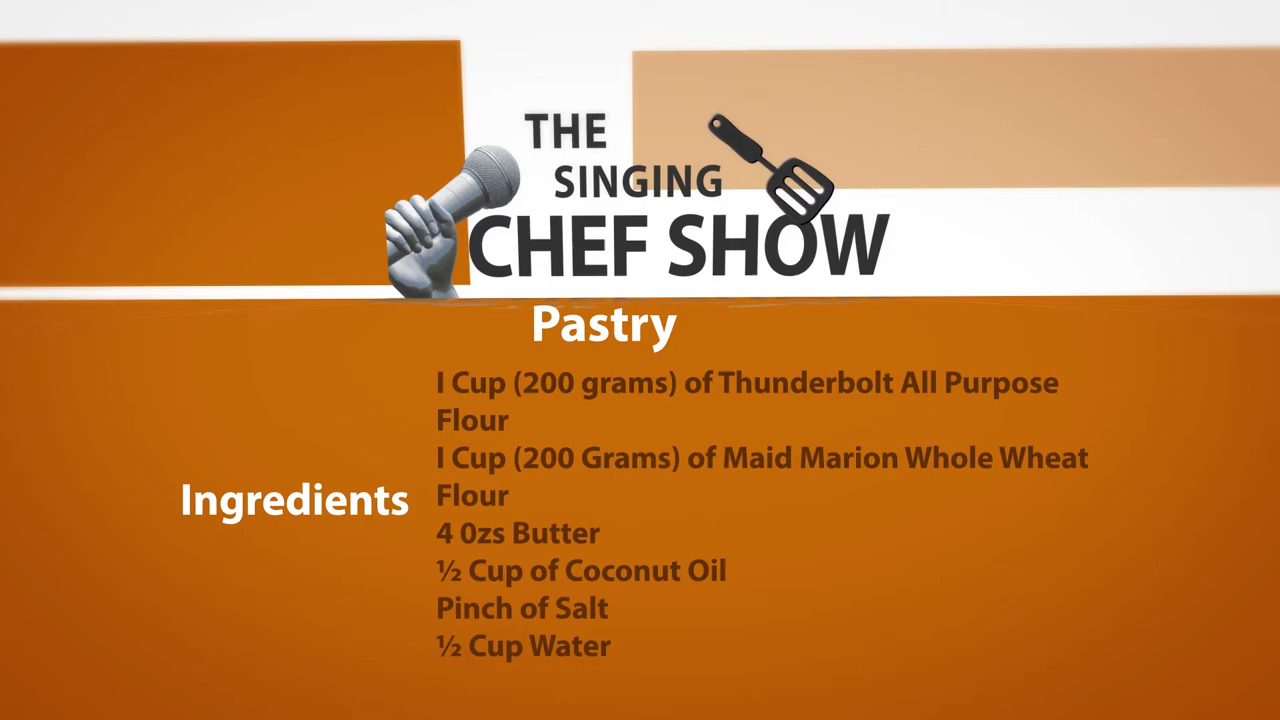 THE
SINGING
CHEF SHOW
Pastry
Ingredients
I Cup (200 grams) of Thunderbolt All Purpose
Flour
I Cup (200 Grams) of Maid Marion Whole Wheat
Flour
4 0zs Butter
½ Cup of Coconut Oil
Pinch of Salt
½ Cup Water